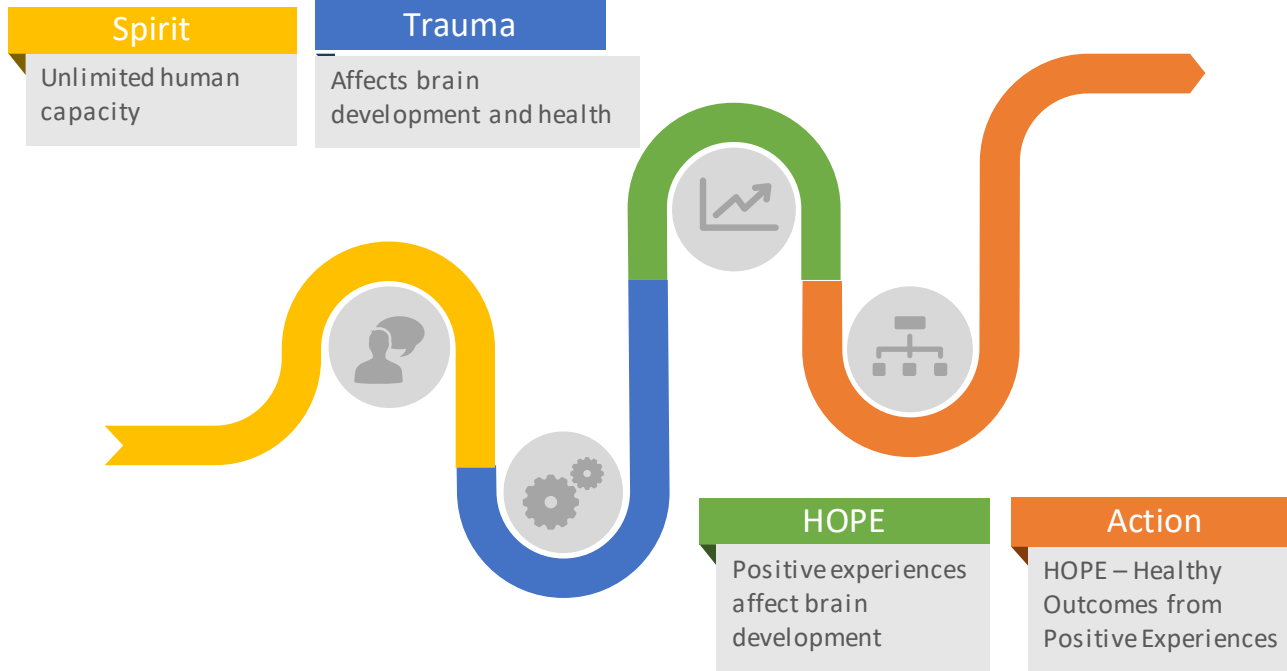 Spirit
Unlimited human
capacity
Trauma
Affects brain
development and health
HOPE
Positive experiences
affect brain
development
Action
HOPE – Healthy
Outcomes from
Positive Experiences